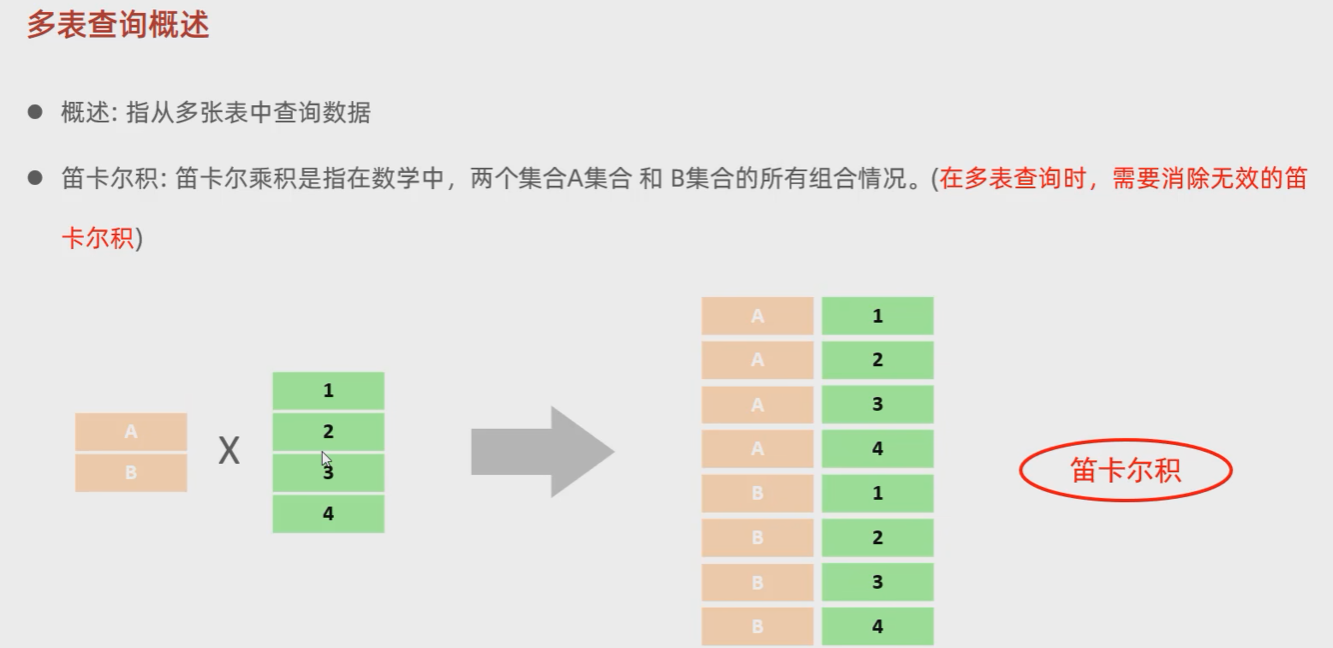 多表查询概述
概述: 指从多张表中查询数据
笛卡尔积: 笛卡尔乘积是指在数学中，两个集合A集合 和 B集合的所有组合情况。(在多表查询时，需要消除无效的笛
卡尔积)
A
B
X
1
2
3
4
A 1
A 2
A 3
A 4
B 1
B 2
B 3
B 4
笛卡尔积